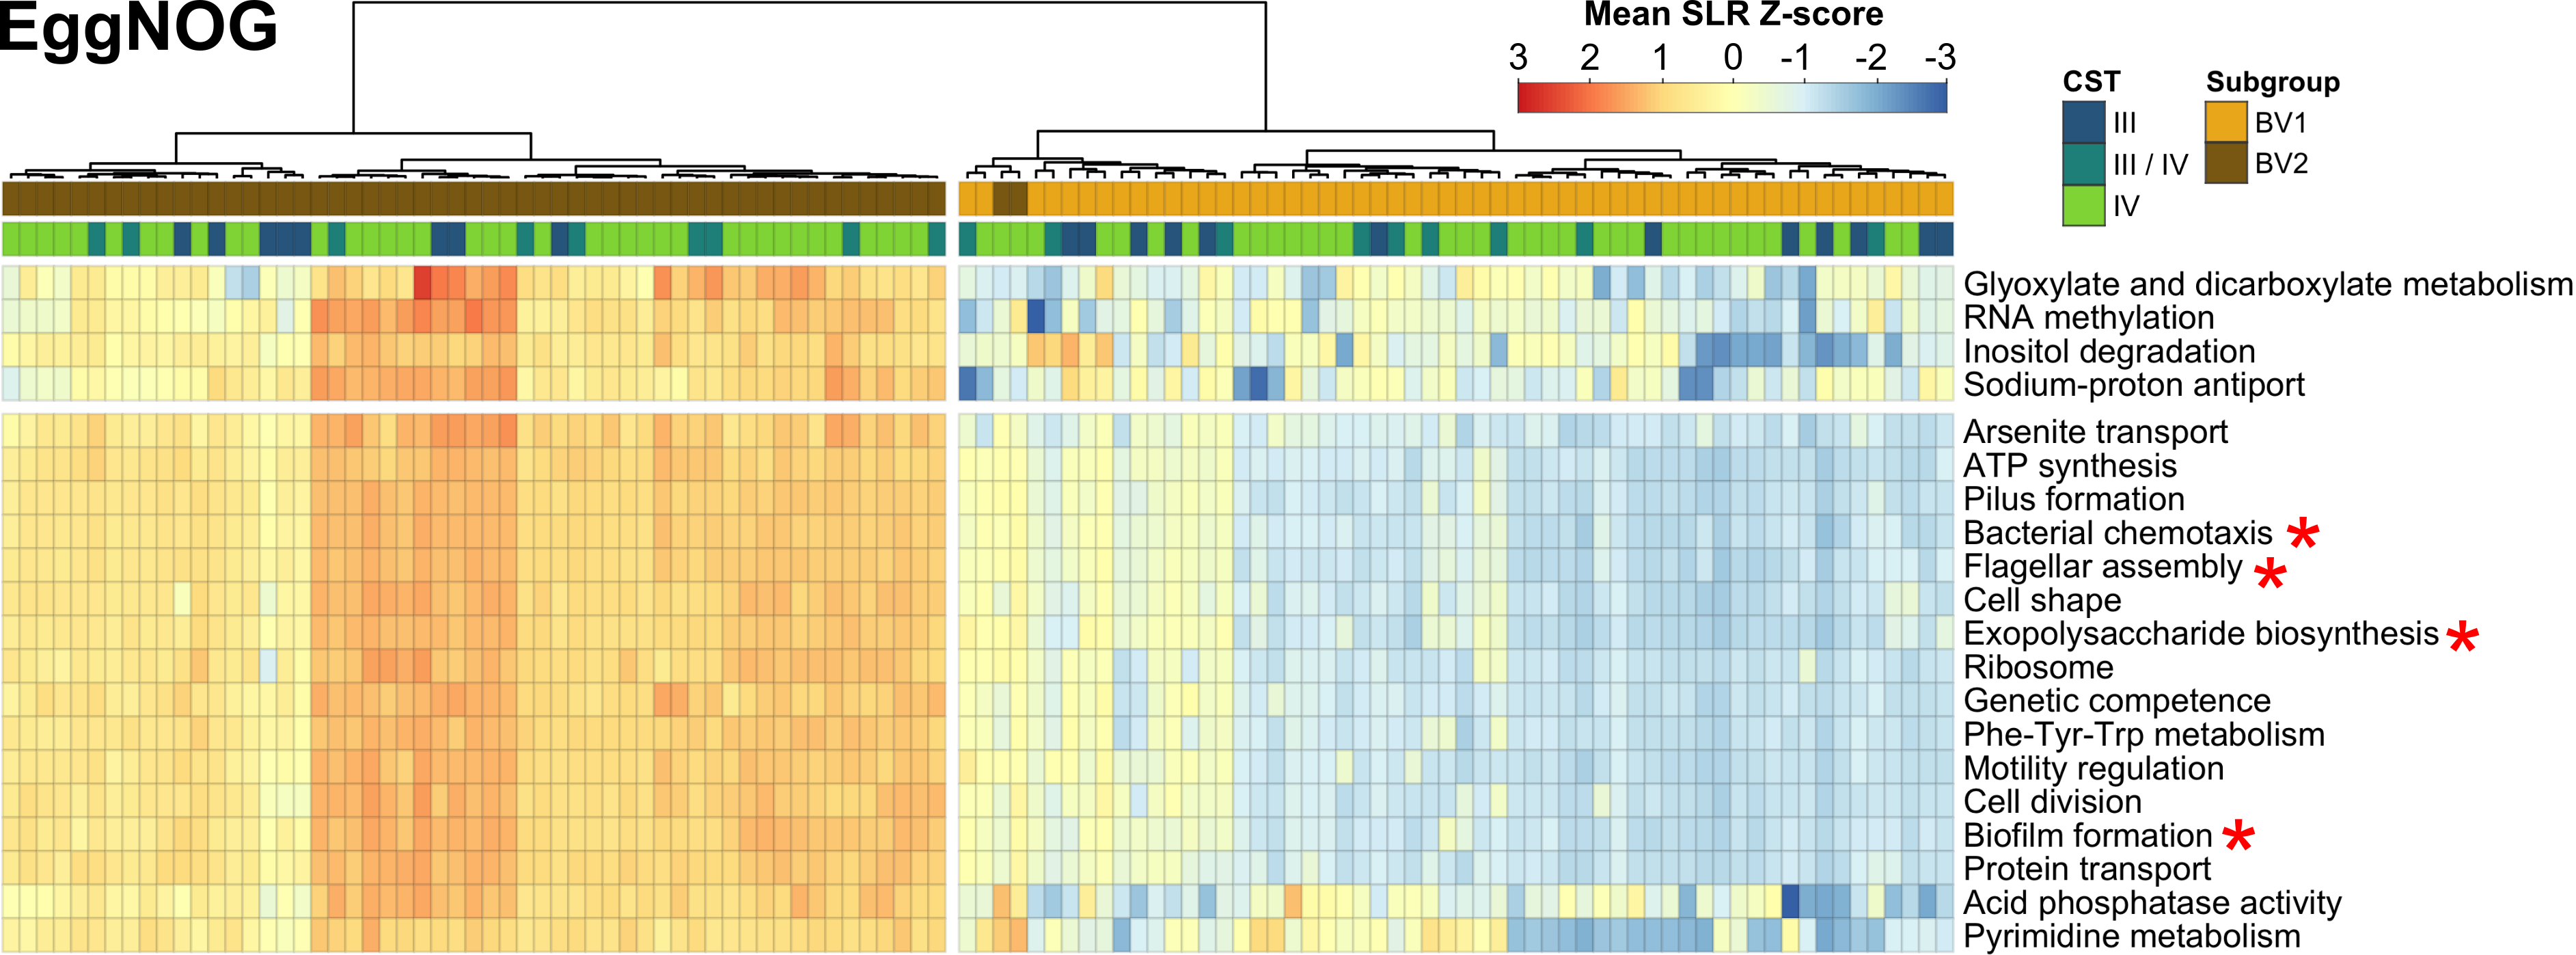 EggNOG
Mean SLR Z-score
3 2 1 0 -1 -2 -3
CST
III
III / IV
IV
Subgroup
BV1
BV2
Glyoxylate and dicarboxylate metabolism
RNA methylation
Inositol degradation
Sodium-proton antiport
Arsenite transport
ATP synthesis
Pilus formation
Bacterial chemotaxis *
Flagellar assembly *
Cell shape
Exopolysaccharide biosynthesis *
Ribosome
Genetic competence
Phe-Tyr-Trp metabolism
Motility regulation
Cell division
Biofilm formation *
Protein transport
Acid phosphatase activity
Pyrimidine metabolism